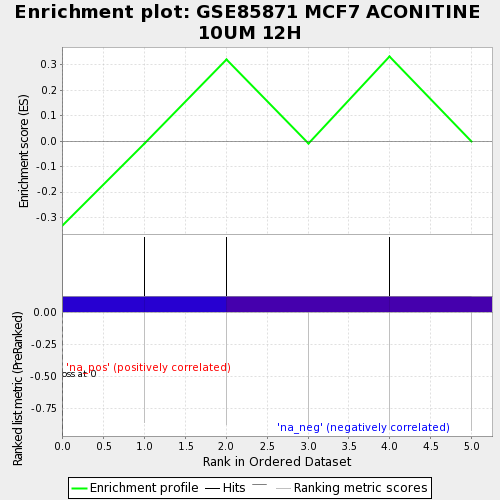 Enrichment plot: GSE85871 MCF7 ACONITINE
10UM 12H
Enrichment score (ES)
0.3
0.2
0.1
0.0
-0.1
-0.2
-0.3
Ranked list metric (PreRanked)
0.00
-0.25
-0.50
-0.75
'na_pos' (positively correlated)
oss at 0
'na_neg' (negatively correlated)
0.0 0.5 1.0 1.5 2.0 2.5 3.0 3.5 4.0 4.5 5.0
Rank in Ordered Dataset
Enrichment profile Hits Ranking metric scores